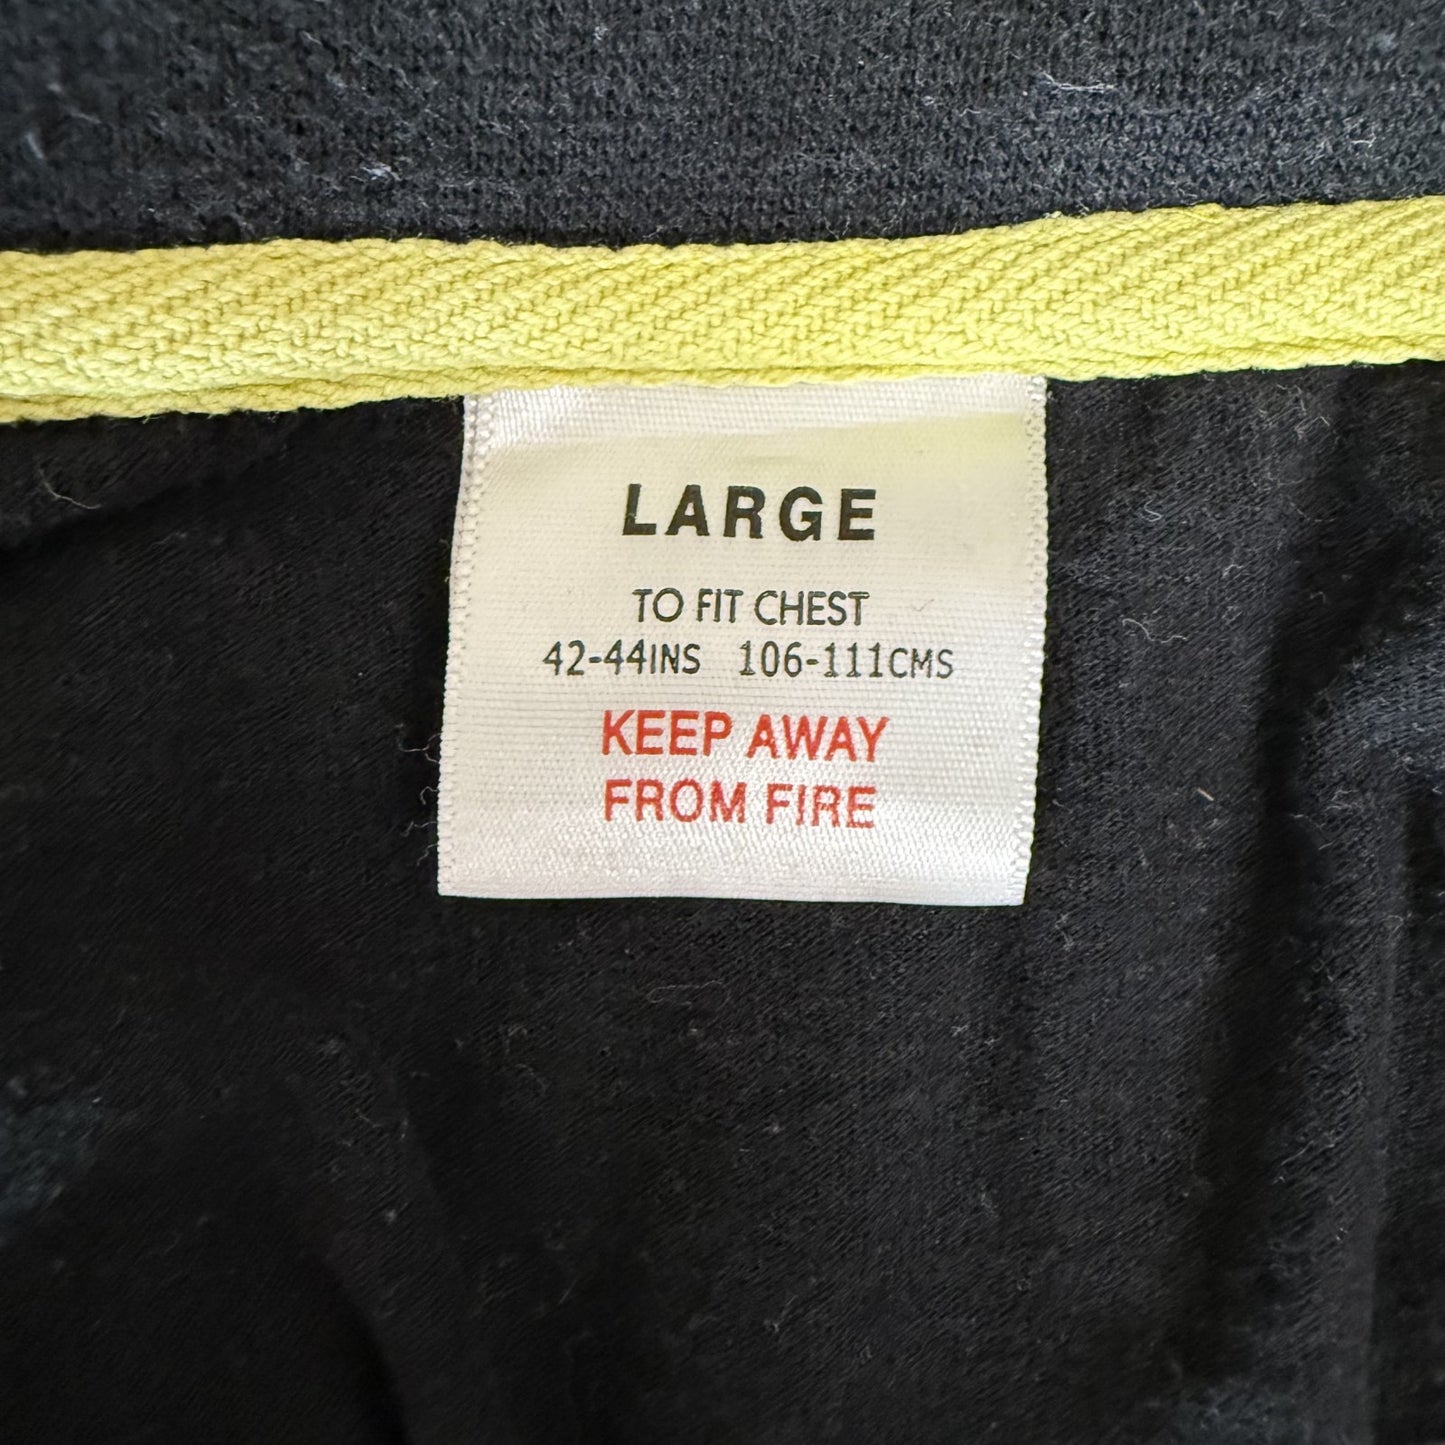 LARGE
TO FIT CHEST
42-44INS 106-111CMS
KEEP AWAY
FROM FIRE